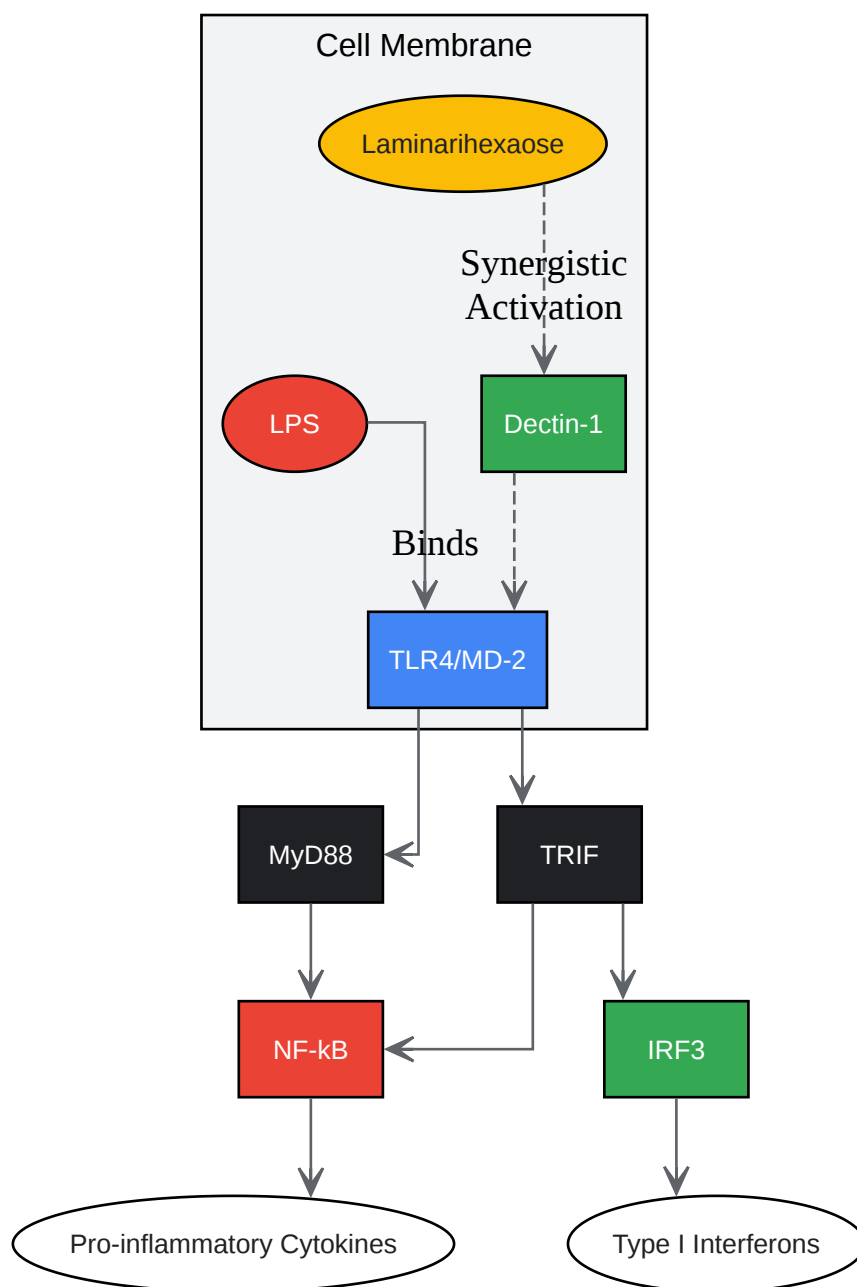 Cell Membrane
Laminarihexaose
Synergistic
Activation
LPS
Dectin-1
Binds
TLR4/MD-2
MyD88
TRIF
NF-kB
IRF3
Pro-inflammatory Cytokines
Type I Interferons